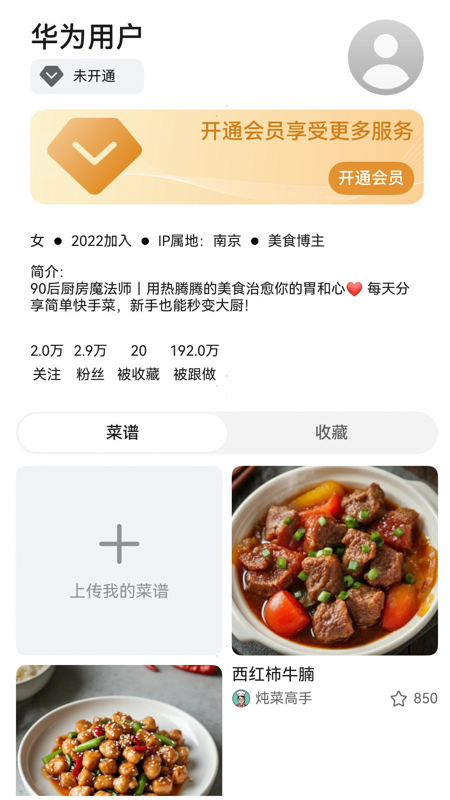 华为用户
未开通
开通会员享受更多服务
开通会员
女 ● 2022加入 ● IP属地：南京 ● 美食博主
简介：
90后厨房魔法师丨用热腾腾的美食治愈你的胃和心❤️ 每天分
享简单快手菜，新手也能秒变大厨！
2.0万 2.9万 20 192.0万
关注 粉丝 被收藏 被跟做
菜谱 收藏
上传我的菜谱
西红柿牛腩
炖菜高手 850